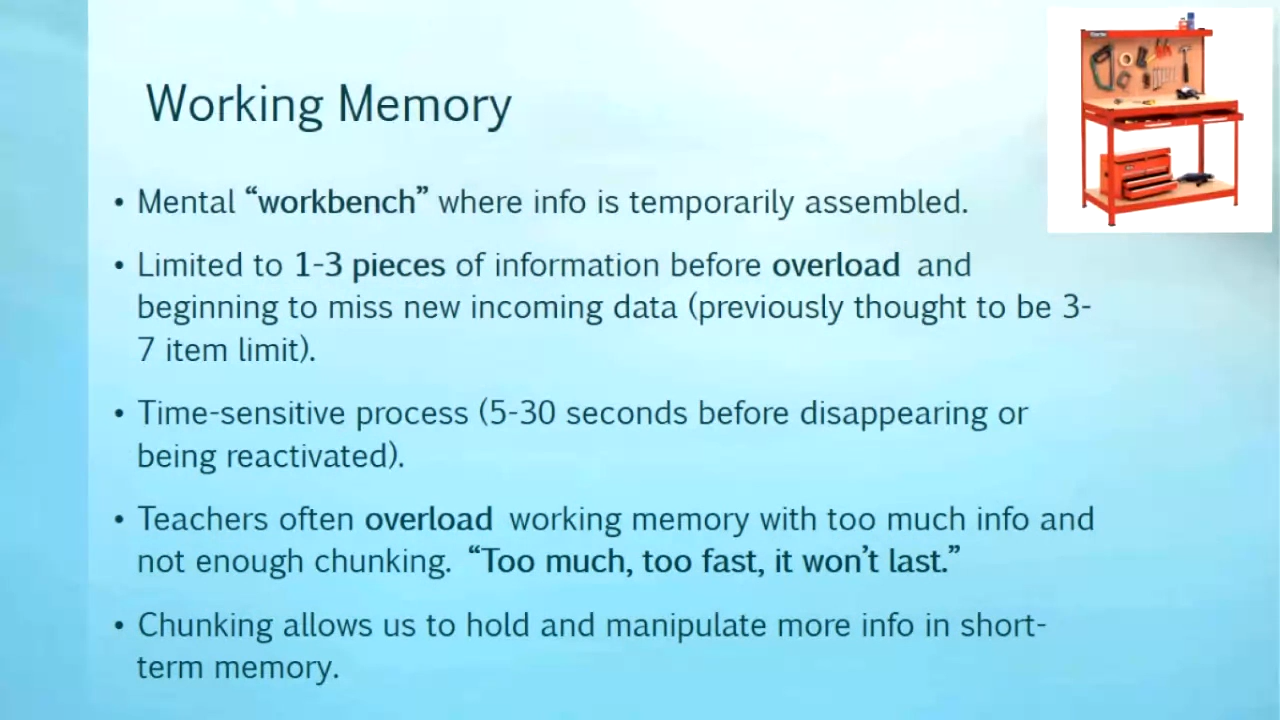 Working Memory
• Mental “workbench” where info is temporarily assembled.
• Limited to 1-3 pieces of information before overload and
beginning to miss new incoming data (previously thought to be 3-
7 item limit).
• Time-sensitive process (5-30 seconds before disappearing or
being reactivated).
• Teachers often overload working memory with too much info and
not enough chunking. “Too much, too fast, it won’t last.”
• Chunking allows us to hold and manipulate more info in short-
term memory.